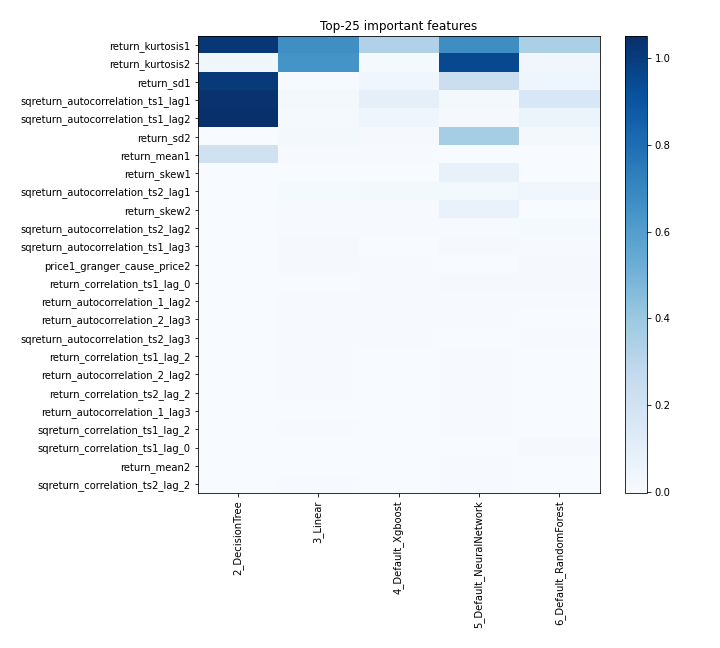 Top-25 important features
return_kurtosis1
return_kurtosis2
return_sd1
sqreturn_autocorrelation_ts1_lag1
sqreturn_autocorrelation_ts1_lag2
return_sd2
return_mean1
return_skew1
sqreturn_autocorrelation_ts2_lag1
return_skew2
sqreturn_autocorrelation_ts2_lag2
sqreturn_autocorrelation_ts1_lag3
price1_granger_cause_price2
return_correlation_ts1_lag_0
return_autocorrelation_1_lag2
return_autocorrelation_2_lag3
sqreturn_autocorrelation_ts2_lag3
return_correlation_ts1_lag_2
return_autocorrelation_2_lag2
return_correlation_ts2_lag_2
return_autocorrelation_1_lag3
sqreturn_correlation_ts1_lag_2
sqreturn_correlation_ts1_lag_0
return_mean2
sqreturn_correlation_ts2_lag_2
2_DecisionTree
3_Linear
4_Default_Xgboost
5_Default_NeuralNetwork
6_Default_RandomForest
1.0
0.8
0.6
0.4
0.2
0.0